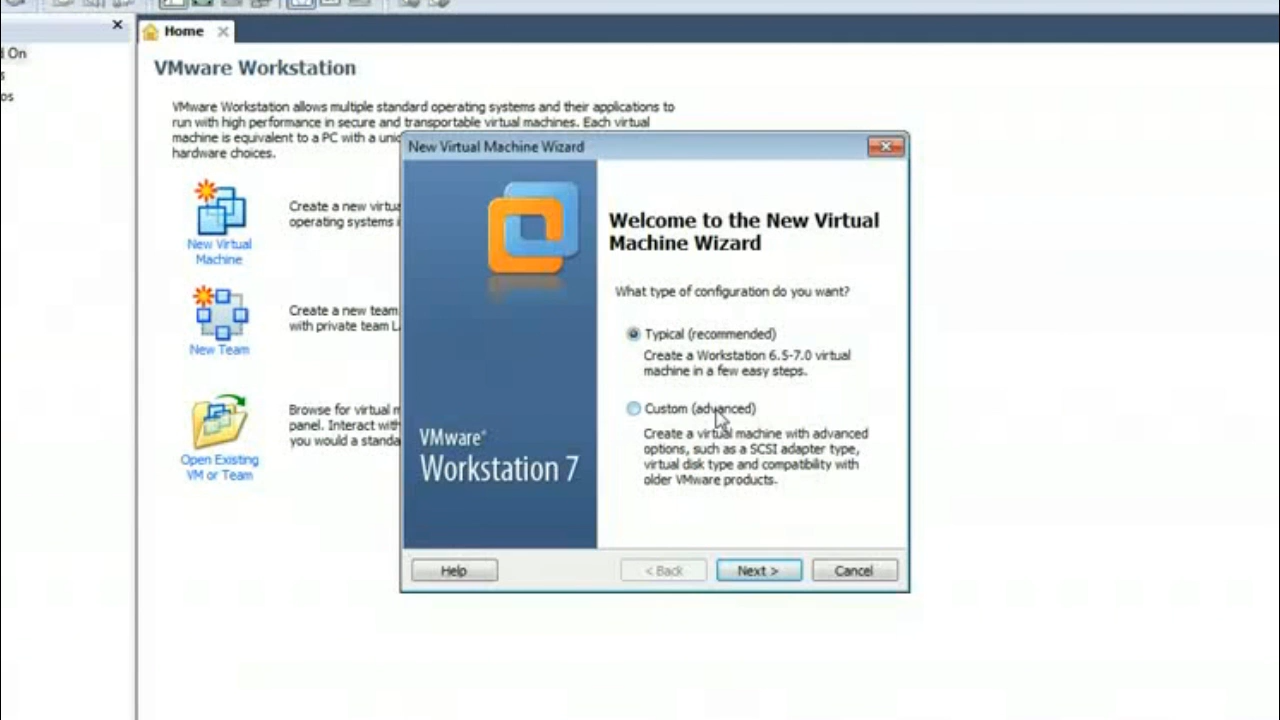 d On
s
os
Home
VMware Workstation
VMware Workstation allows multiple standard operating systems and their applications to
run with high performance in secure and transportable virtual machines. Each virtual
machine is equivalent to a PC with a uniq
hardware choices.
New Virtual
Machine
Create a new virtua
operating systems i
New Team
Create a new team
with private team L
Open Existing
VM or Team
Browse for virtual m
panel. Interact with
you would a standa
New Virtual Machine Wizard
VMware®
Workstation 7
Welcome to the New Virtual
Machine Wizard
What type of configuration do you want?
Typical (recommended)
Create a Workstation 6.5-7.0 virtual
machine in a few easy steps.
Custom (advanced)
Create a virtual machine with advanced
options, such as a SCSI adapter type,
virtual disk type and compatibility with
older VMware products.
Help
< Back
Next >
Cancel